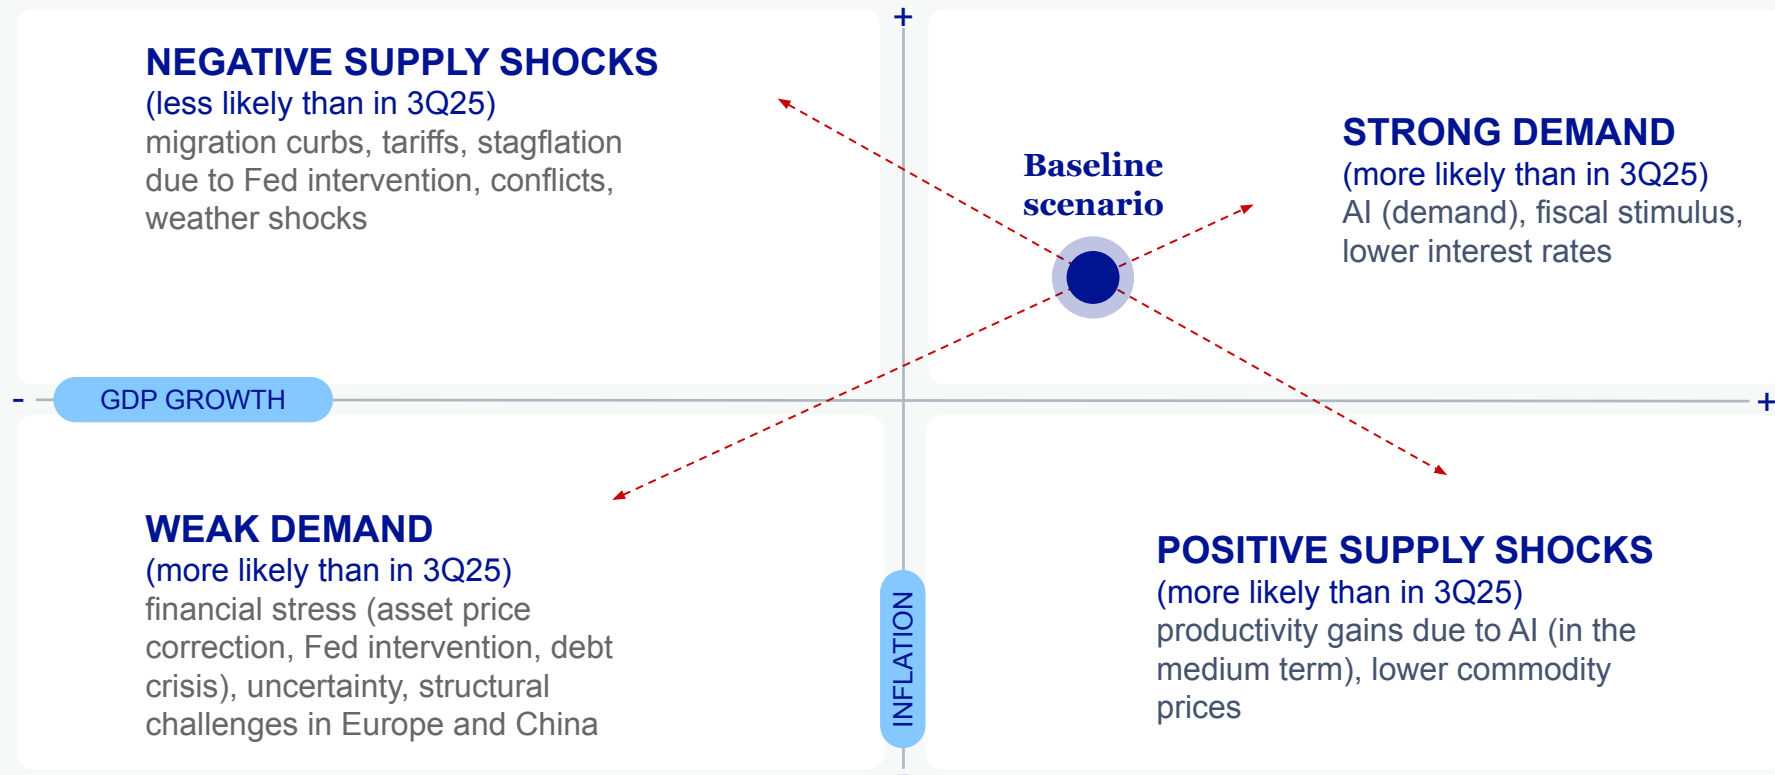 +
NEGATIVE SUPPLY SHOCKS
(less likely than in 3Q25)
migration curbs, tariffs, stagflation
due to Fed intervention, conflicts,
weather shocks
Baseline
scenario
STRONG DEMAND
(more likely than in 3Q25)
AI (demand), fiscal stimulus,
lower interest rates
-
GDP GROWTH
+
WEAK DEMAND
(more likely than in 3Q25)
financial stress (asset price
correction, Fed intervention, debt
crisis), uncertainty, structural
challenges in Europe and China
INFLATION
POSITIVE SUPPLY SHOCKS
(more likely than in 3Q25)
productivity gains due to AI (in the
medium term), lower commodity
prices